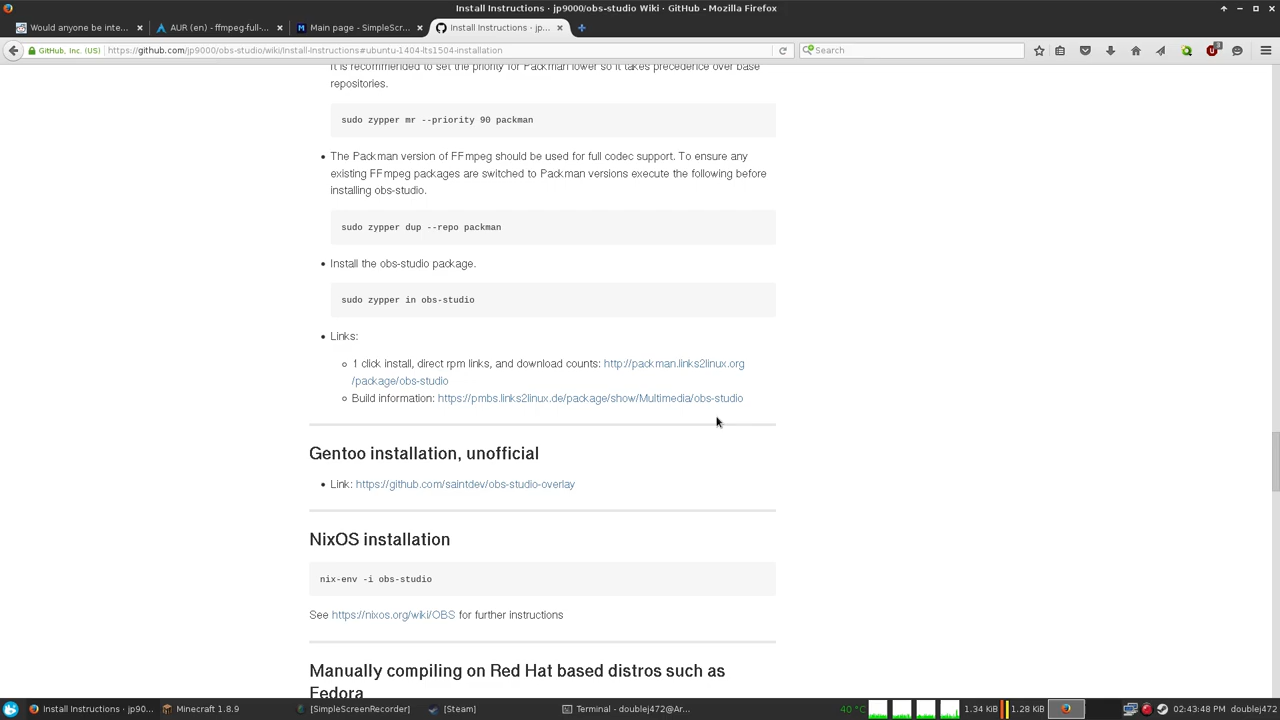 Install Instructions · jp9000/obs-studio Wiki · GitHub - Mozilla Firefox
Would anyone be inte...
AUR (en) - ffmpeg-full-...
Main page - SimpleScr...
Install Instructions · jp...
GitHub, Inc. (US)
https://github.com/jp9000/obs-studio/wiki/Install-Instructions#ubuntu-1404-lts1504-installation
Search
It is recommended to set the priority for Packman lower so it takes precedence over base
repositories.
sudo zypper mr --priority 90 packman
• The Packman version of FFmpeg should be used for full codec support. To ensure any
existing FFmpeg packages are switched to Packman versions execute the following before
installing obs-studio.
sudo zypper dup --repo packman
• Install the obs-studio package.
sudo zypper in obs-studio
• Links:
1 click install, direct rpm links, and download counts: http://packman.links2linux.org
/package/obs-studio
Build information: https://pmbs.links2linux.de/package/show/Multimedia/obs-studio
Gentoo installation, unofficial
• Link: https://github.com/saintdev/obs-studio-overlay
NixOS installation
nix-env -i obs-studio
See https://nixos.org/wiki/OBS for further instructions
Manually compiling on Red Hat based distros such as
Fedora
Install Instructions · jp90...
Minecraft 1.8.9
[SimpleScreenRecorder]
[Steam]
Terminal - doublej472@Ar...
40 °C
1.34 KiB
1.28 KiB
02:43:48 PM
doublej472